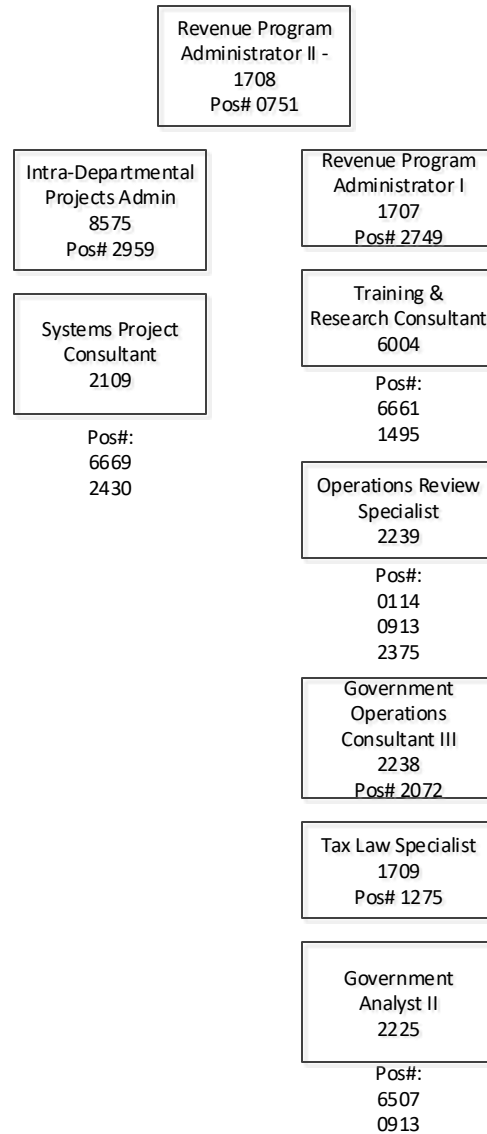 Revenue Program
Administrator II -
1708
Pos# 0751
Intra-Departmental
Projects Admin
8575
Pos# 2959
Systems Project
Consultant
2109
Pos#:
6669
2430
Revenue Program
Administrator I
1707
Pos# 2749
Training &
Research Consultant
6004
Pos#:
6661
1495
Operations Review
Specialist
2239
Pos#:
0114
0913
2375
Government
Operations
Consultant III
2238
Pos# 2072
Tax Law Specialist
1709
Pos# 1275
Government
Analyst II
2225
Pos#:
6507
0913